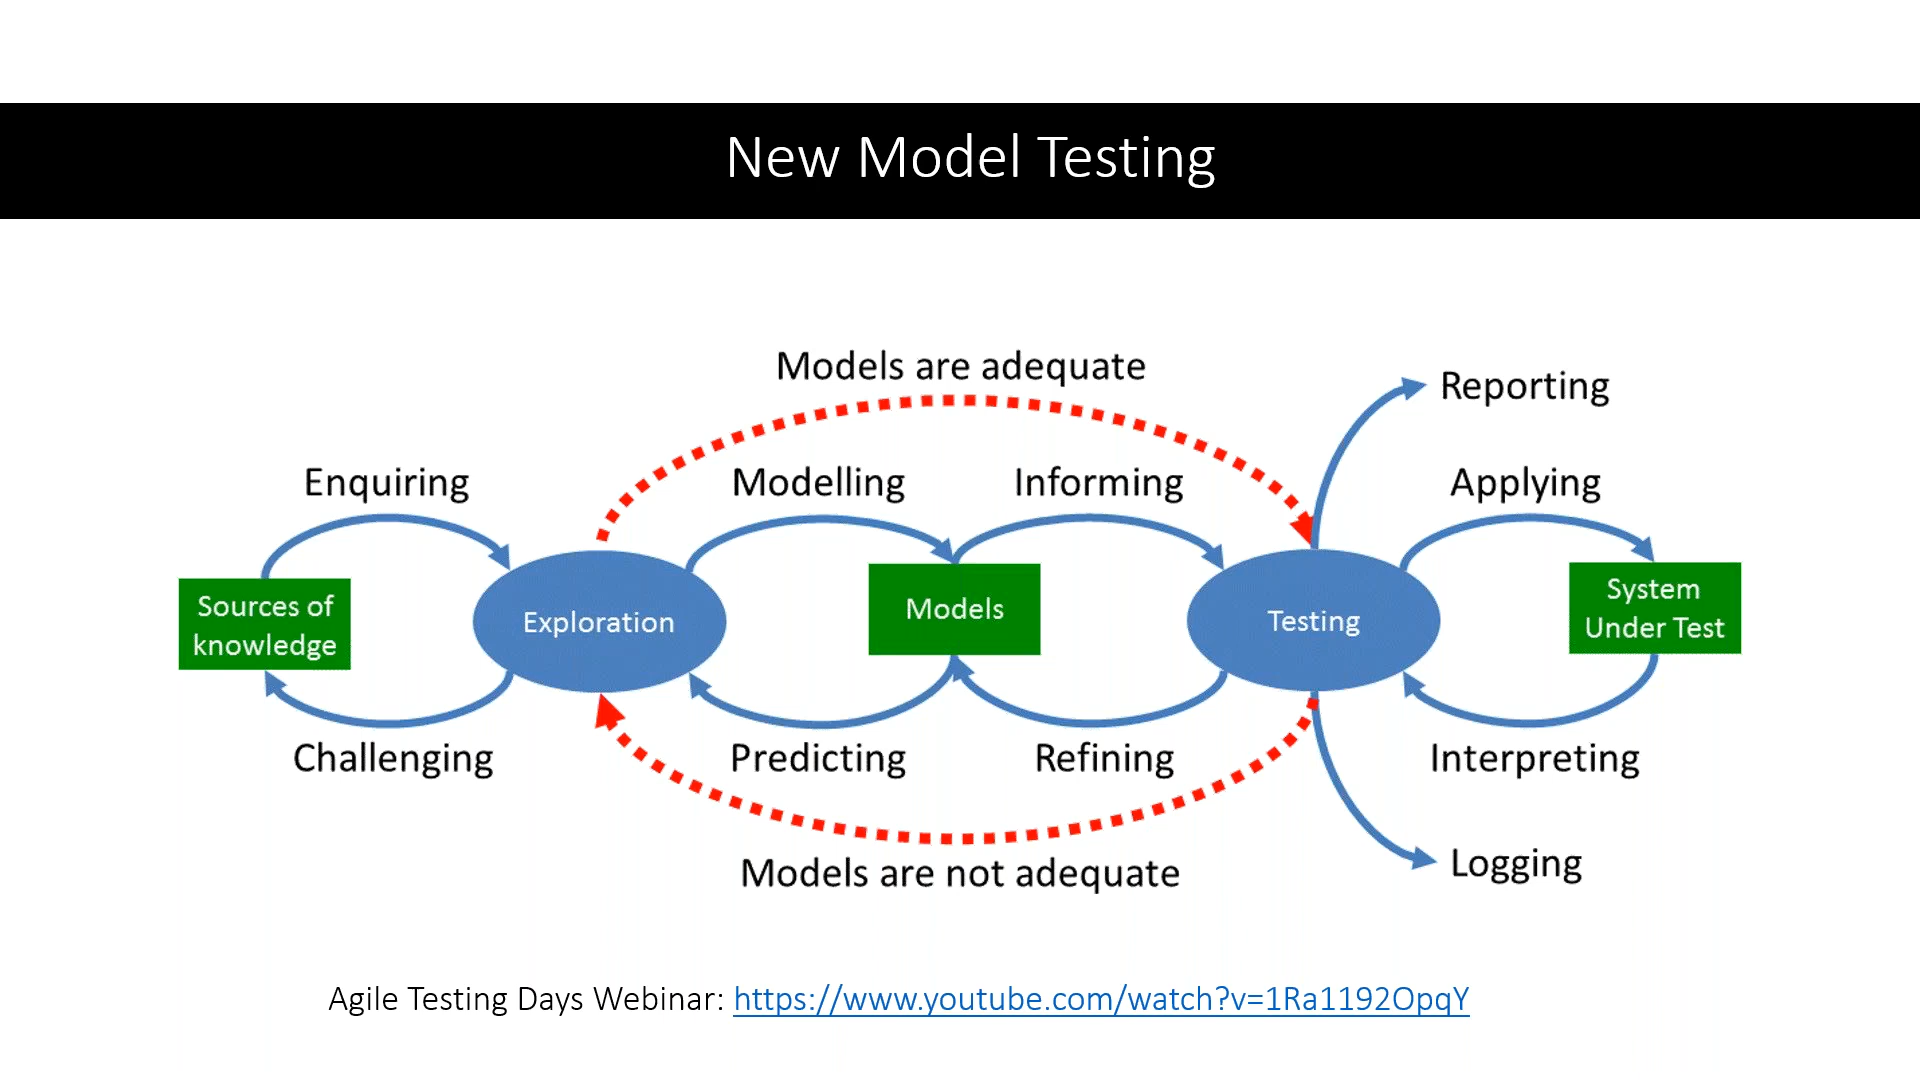 New Model Testing
Models are adequate
Reporting
Enquiring
Modelling
Informing
Applying
Sources of
knowledge
Exploration
Models
Testing
System
Under Test
Challenging
Predicting
Refining
Interpreting
Models are not adequate
Logging
Agile Testing Days Webinar: https://www.youtube.com/watch?v=1Ra1192OpqY